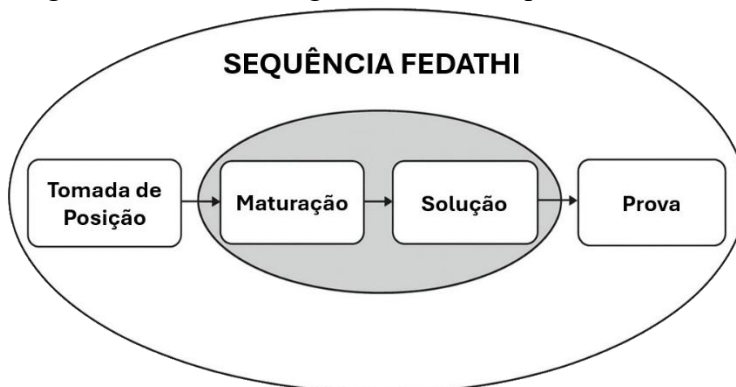 SEQUÊNCIA FEDATHI
Tomada de
Posição
Maturação
Solução
Prova